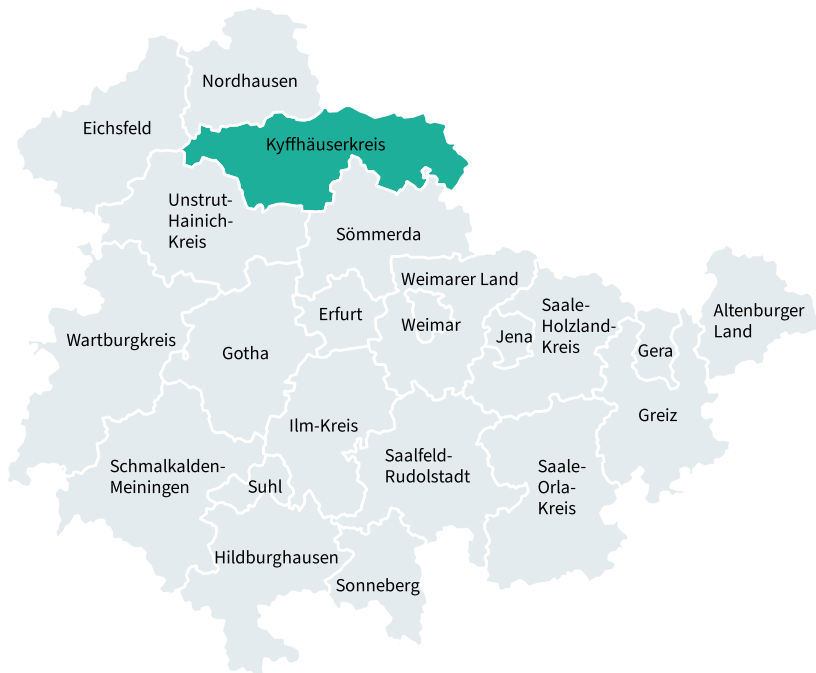 Nordhausen
Eichsfeld
Kyffhäuserkreis
Unstrut-
Hainich-
Kreis
Sömmerda
Weimarer Land
Erfurt
Weimar
Saale-
Holzland-
Kreis
Jena
Altenburger
Land
Wartburgkreis
Gotha
Gera
Greiz
Ilm-Kreis
Schmalkalden-
Meiningen
Suhl
Saalfeld-
Rudolstadt
Saale-
Orla-
Kreis
Hildburghausen
Sonneberg